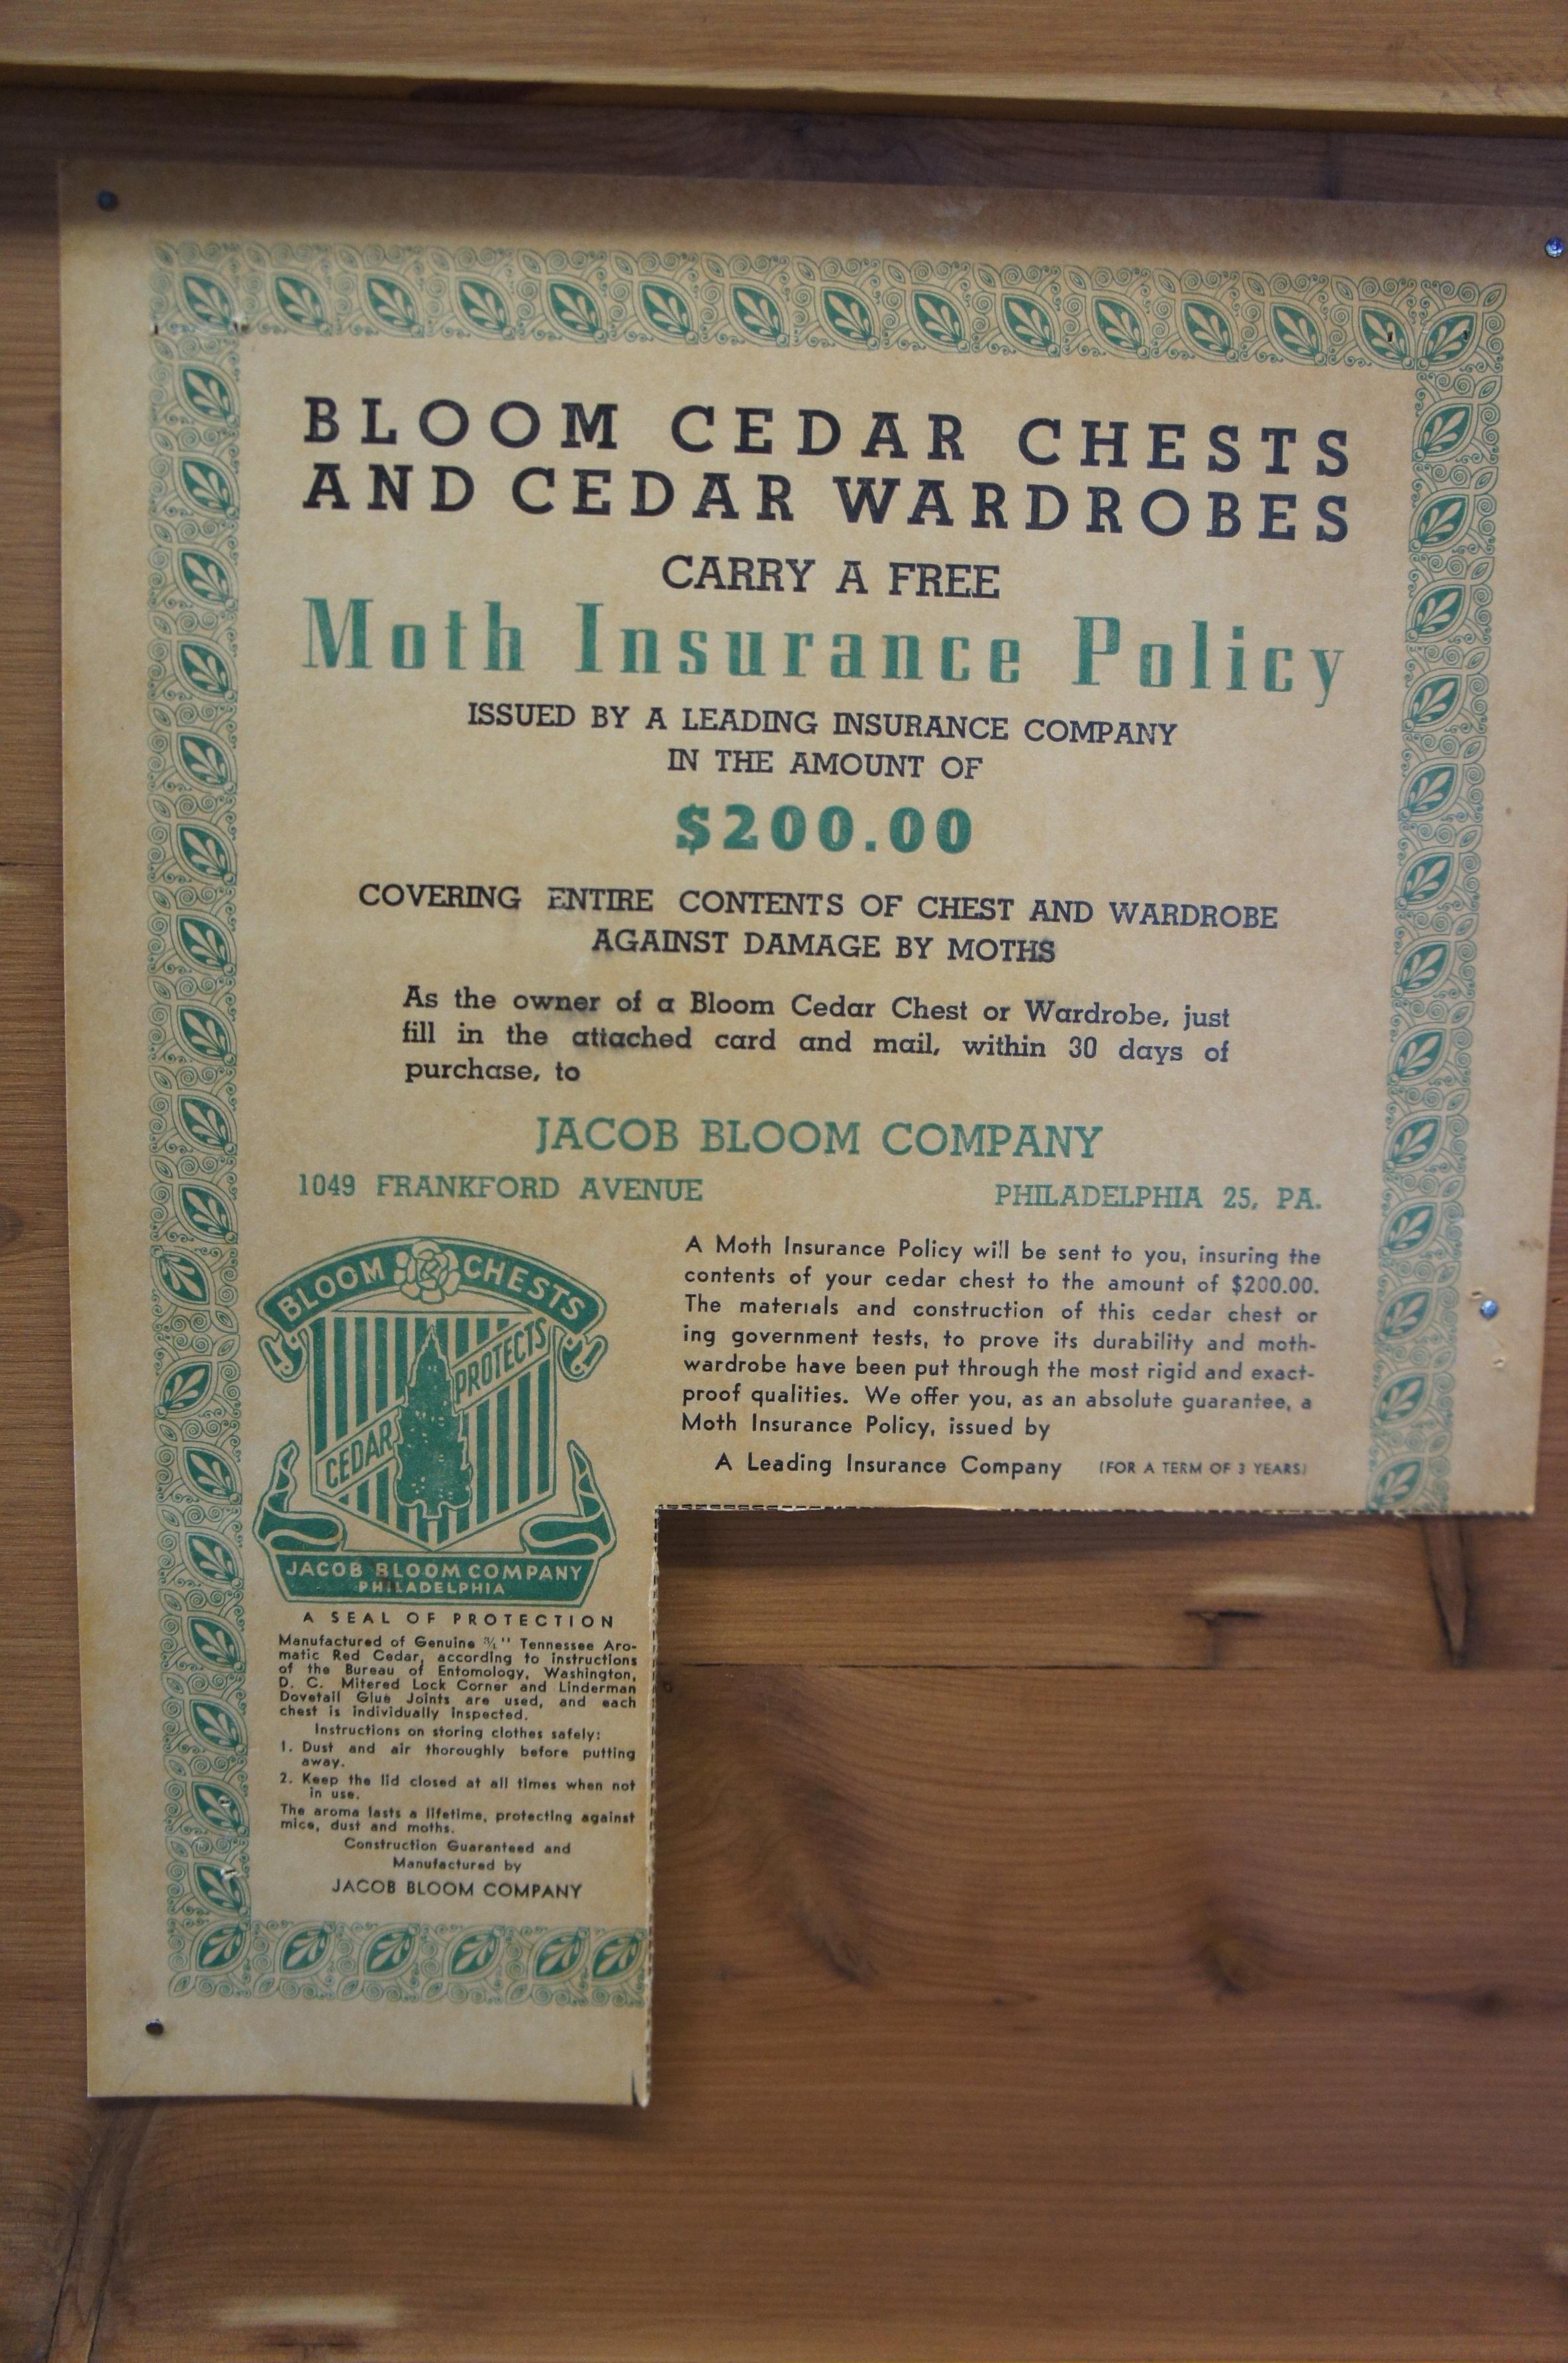 BLOOM CEDAR CHESTS
AND CEDAR WARDROBES
CARRY A FREE
Moth Insurance Policy
ISSUED BY A LEADING INSURANCE COMPANY
IN THE AMOUNT OF
$200.00
COVERING ENTIRE CONTENTS OF CHEST AND WARDROBE
AGAINST DAMAGE BY MOTHS
As the owner of a Bloom Cedar Chest or Wardrobe, just
fill in the attached card and mail, within 30 days of
purchase, to
JACOB BLOOM COMPANY
1049 FRANKFORD AVENUE PHILADELPHIA 25, PA.
A Moth Insurance Policy will be sent to you, insuring the
contents of your cedar chest to the amount of $200.00.
The materials and construction of this cedar chest or
ing government tests, to prove its durability and moth-
wardrobe have been put through the most rigid and exact-
proof qualities. We offer you, as an absolute guarantee, a
Moth Insurance Policy, issued by
A Leading Insurance Company (FOR A TERM OF 3 YEARS)
BLOOM CHESTS
CEDAR PROTECTS
JACOB BLOOM COMPANY
PHILADELPHIA
A SEAL OF PROTECTION
Manufactured of Genuine Tennessee Aro-
matic Red Cedar, according to instructions
of the Bureau of Entomology, Washington,
D. C. Mitered Lock Corner and Linderman
Dovetail Glue Joints are used, and each
chest is individually inspected.
Instructions on storing clothes safely:
1. Dust and air thoroughly before putting
away.
2. Keep the lid closed at all times when not
in use.
The aroma lasts a lifetime, protecting against
mice, dust and moths.
Construction Guaranteed and
Manufactured by
JACOB BLOOM COMPANY